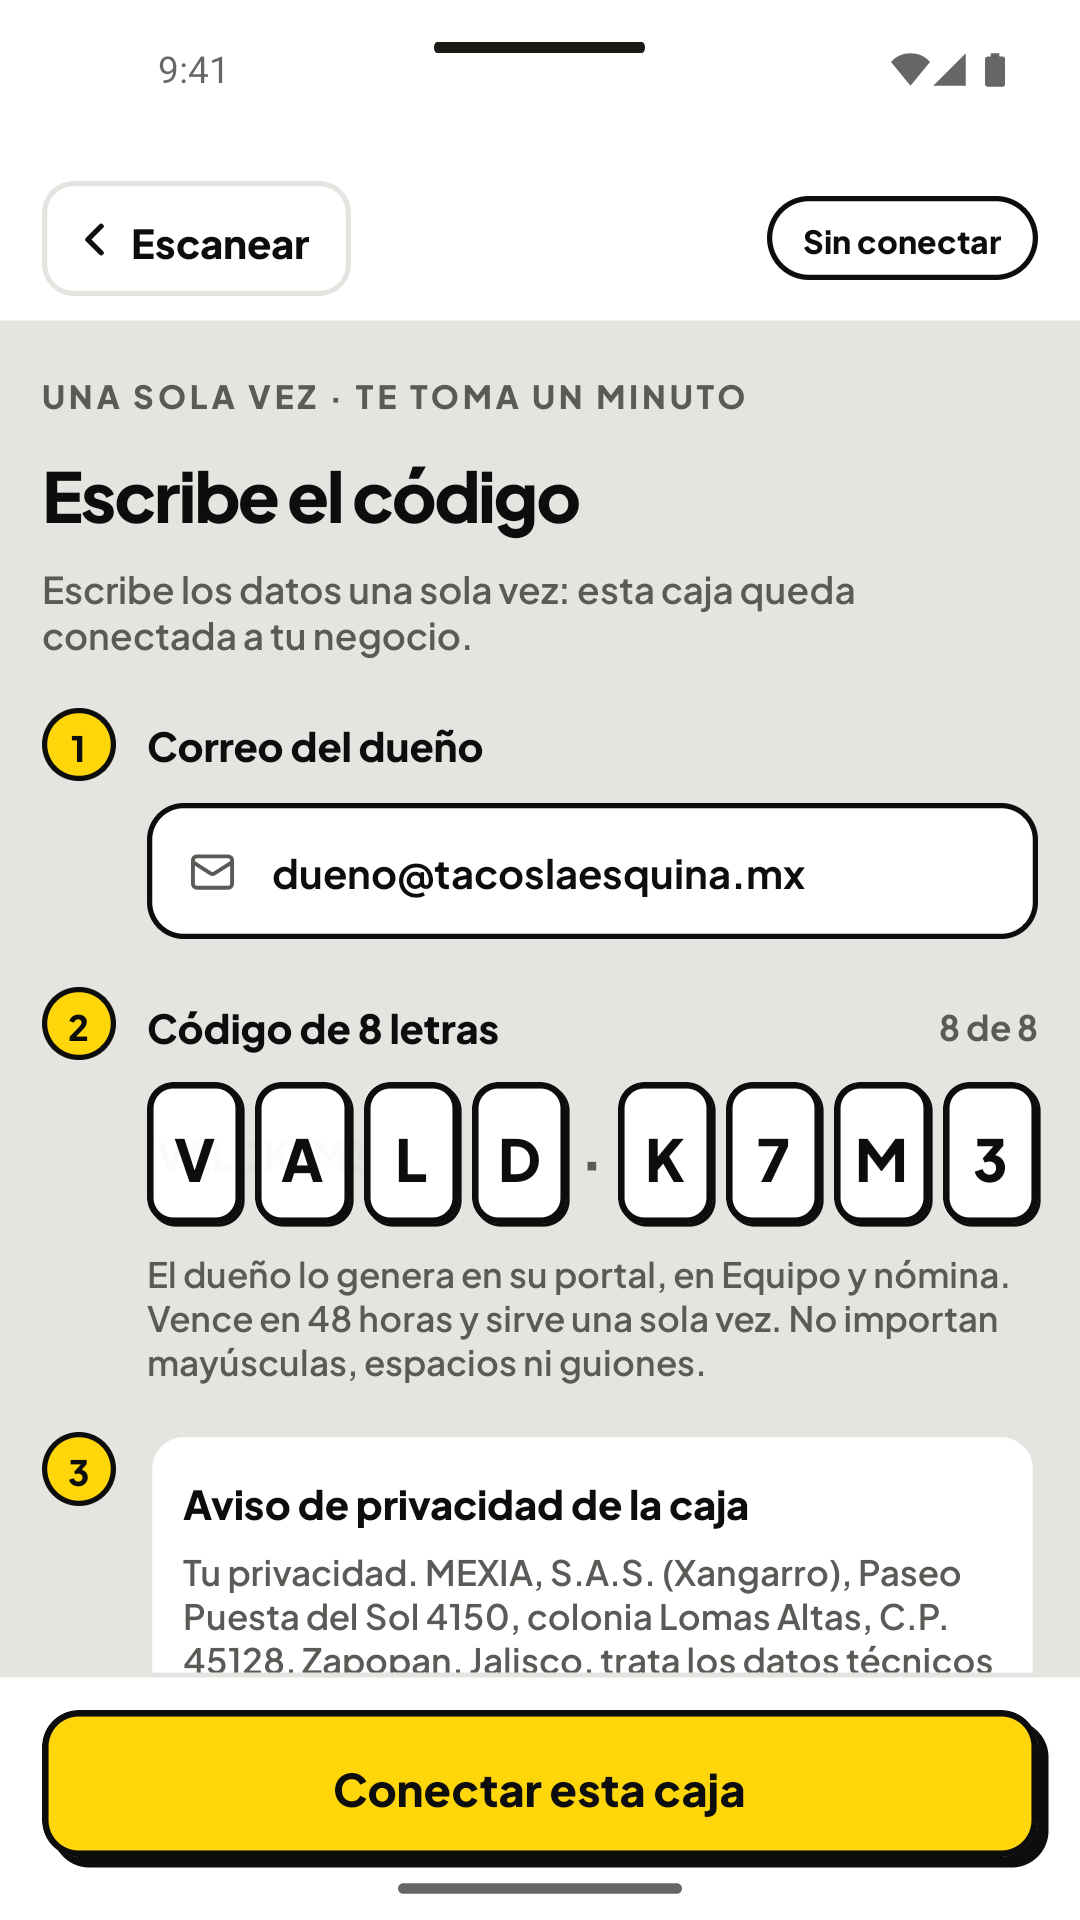 9:41
Escanear
Sin conectar
UNA SOLA VEZ · TE TOMA UN MINUTO
Escribe el código
Escribe los datos una sola vez: esta caja queda
conectada a tu negocio.
1 Correo del dueño
dueno@tacoslaesquina.mx
2 Código de 8 letras 8 de 8
V A L D · K 7 M 3
El dueño lo genera en su portal, en Equipo y nómina.
Vence en 48 horas y sirve una sola vez. No importan
mayúsculas, espacios ni guiones.
3 Aviso de privacidad de la caja
Tu privacidad. MEXIA, S.A.S. (Xangarro), Paseo
Puesta del Sol 4150, colonia Lomas Altas, C.P.
45128, Zapopan, Jalisco, trata los datos técnicos
Conectar esta caja